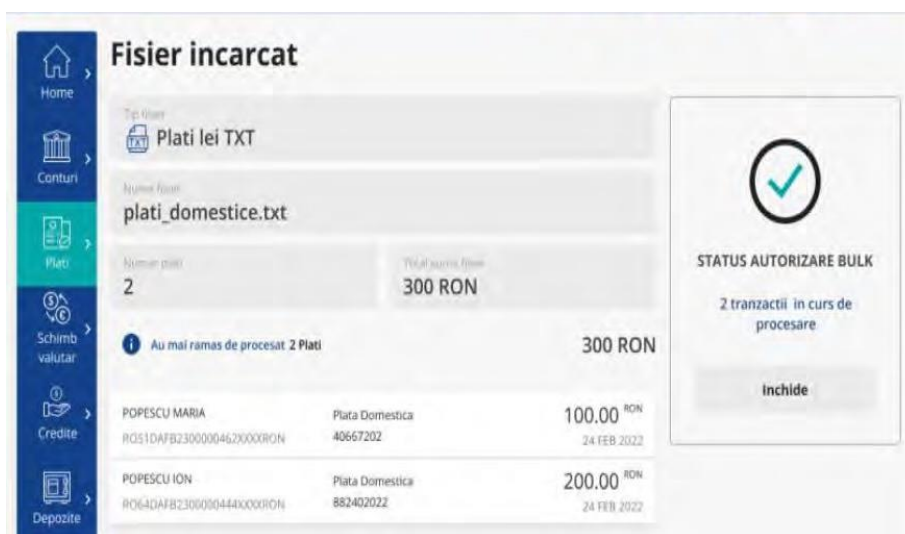 Fisier incarcat
Home
Conturi
Plati
Schimb valutar
Credite
Depozite
Tip fisier
TXT
Plati lei TXT
Nume fisier
plati_domestice.txt
Numar plati
2
Total suma fisier
300 RON
Au mai ramas de procesat 2 Plati
300 RON
POPESCU MARIA
Plata Domestica
100.00 RON
40667202
24 FEB 2022
POPESCU ION
Plata Domestica
200.00 RON
882402022
24 FEB 2022
STATUS AUTORIZARE BULK
2 tranzactii in curs de
procesare
Inchide